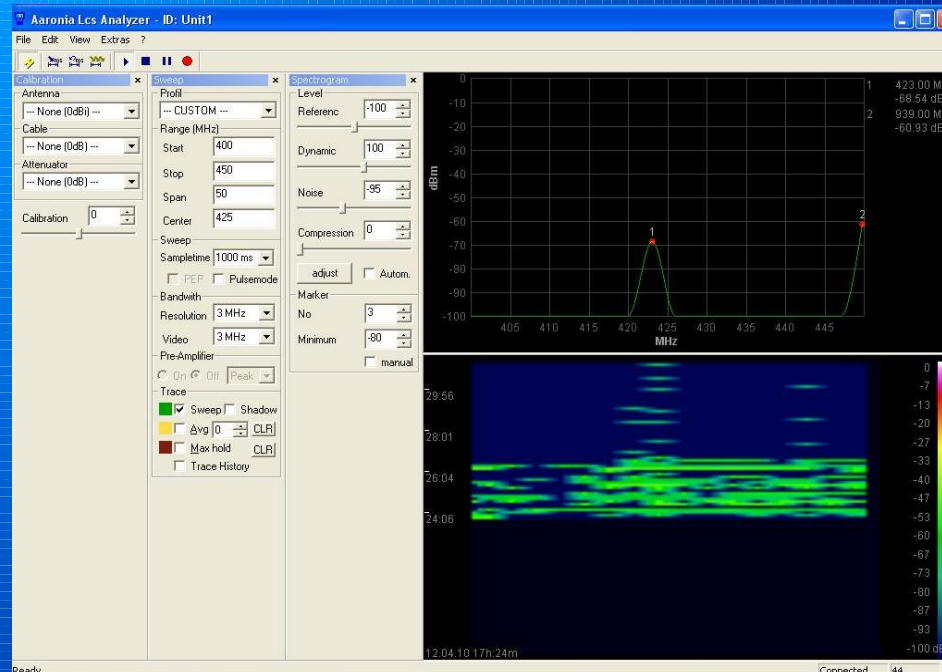 Aaronia Lcs Analyzer - ID: Unit1
File Edit View Extras ?
Calibration
Antenna
--- None (0dBi) ---
Cable
--- None (0dB) ---
Attenuator
--- None (0dB) ---
Calibration 0
Sweep
Profil
--- CUSTOM ---
Range (MHz)
Start 400
Stop 450
Span 50
Center 425
Sweep
Sampletime 1000 ms
PEP Pulsemode
Bandwith
Resolution 3 MHz
Video 3 MHz
Pre-Amplifier
On Off Peak
Trace
Sweep Shadow
Avg 0 CLR
Max hold CLR
Trace History
Spectrogram
Level
Referenc -100
Dynamic 100
Noise -95
Compression 0
adjust Autom.
Marker
No 3
Minimum -80
manual
0
-10
-20
-30
-40
-50
-60
-70
-80
-90
-100
dBm
1
2
405 410 415 420 425 430 435 440 445
MHz
1 423.00 M
-68.54 dB
2 939.00 M
-60.93 dB
29:56
28:01
26:04
24:06
12.04.10 17h:24m
0
-7
-13
-20
-27
-33
-40
-47
-53
-60
-67
-73
-80
-87
-93
-100 dB
Ready
Connected 44